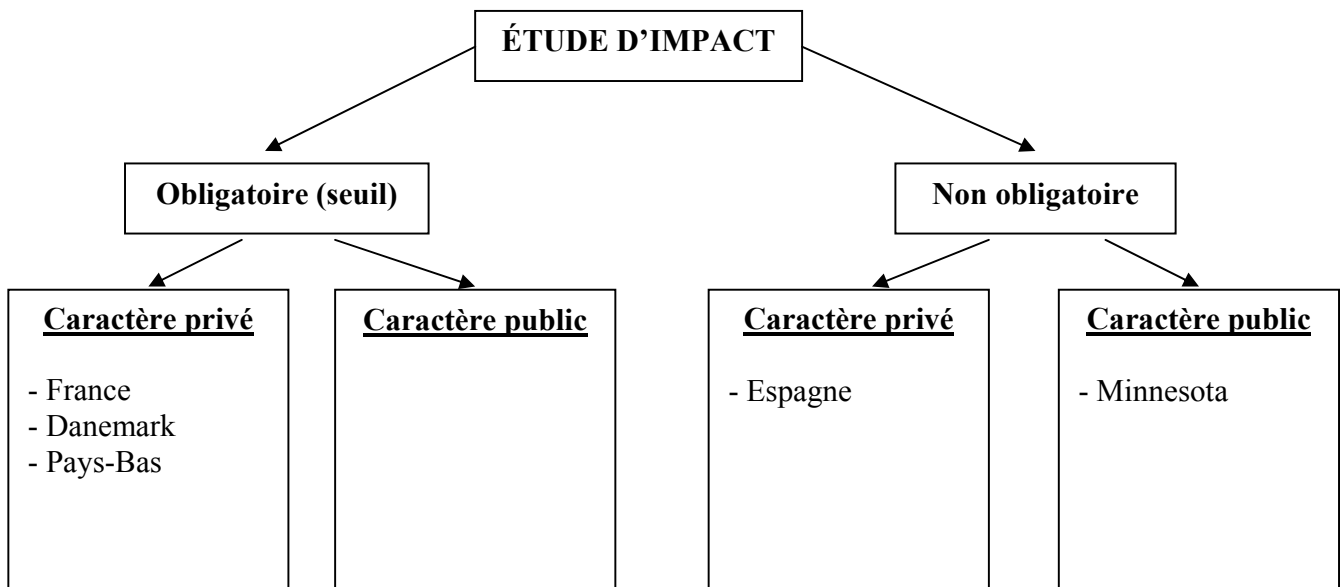 ÉTUDE D’IMPACT
Obligatoire (seuil)
Non obligatoire
Caractère privé
- France
- Danemark
- Pays-Bas
Caractère public
Caractère privé
- Espagne
Caractère public
- Minnesota